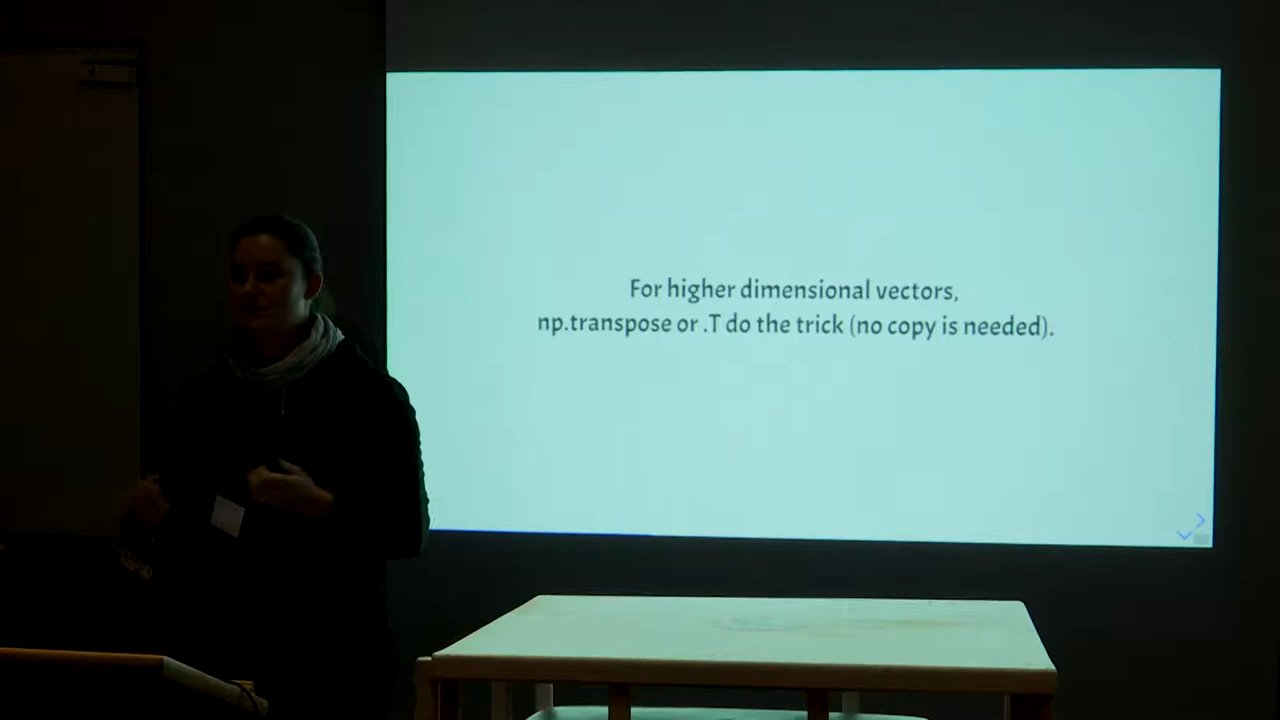 For higher dimensional vectors,
np.transpose or .T do the trick (no copy is needed).